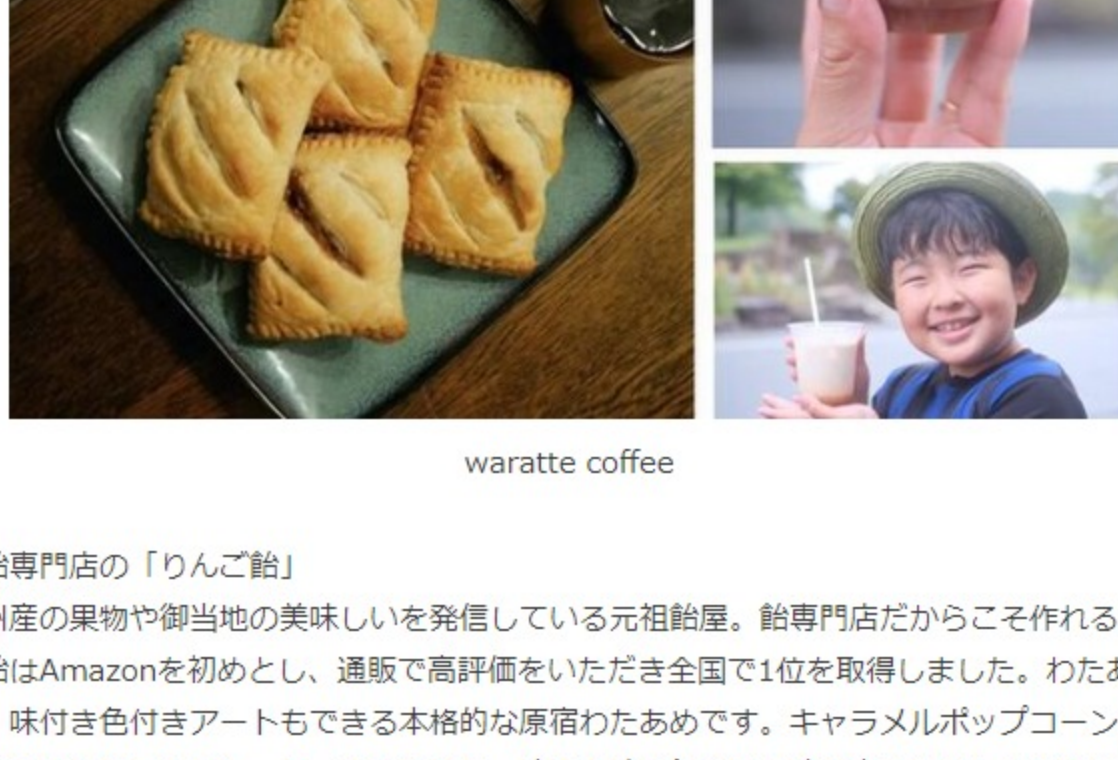 waratte coffee
飴専門店の「りんご飴」
州産の果物や御当地の美味しいを発信している元祖飴屋。飴専門店だからこそ作れる
飴はAmazonを初めとし、通販で高評価をいただき全国で1位を取得しました。わたあ
味付き色付きアートもできる本格的な原宿わたあめです。キャラメルポップコーン